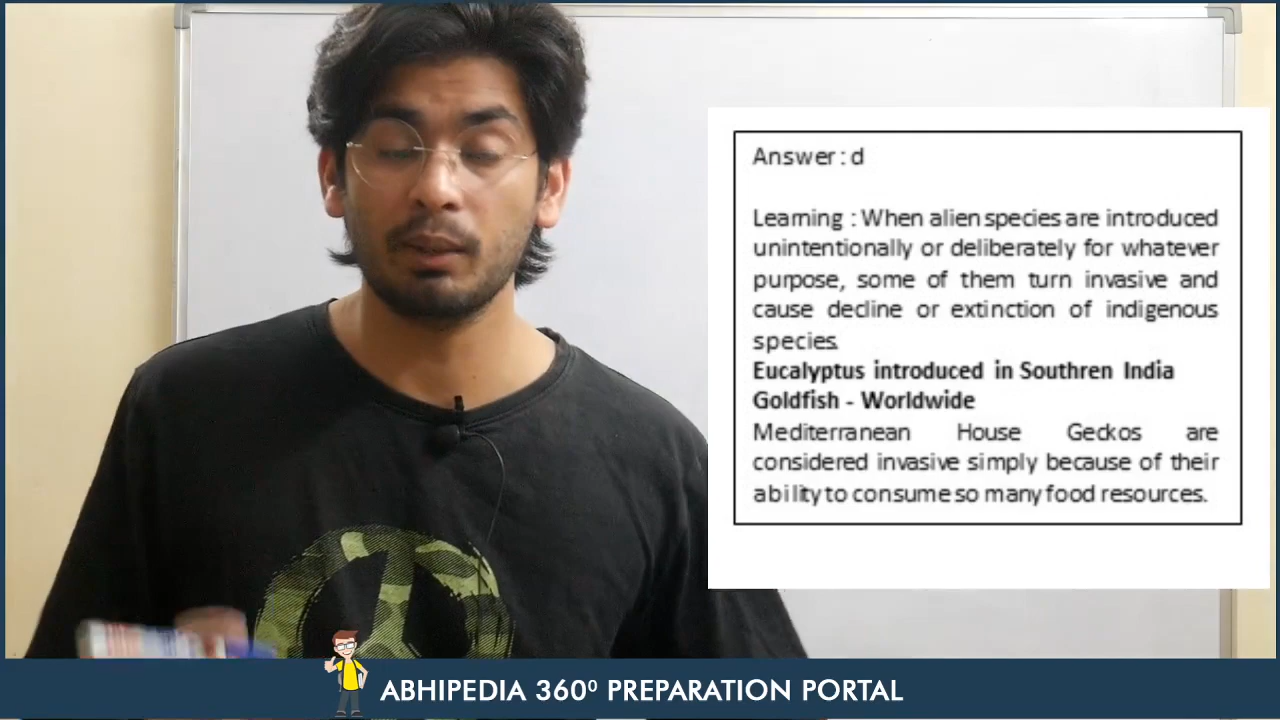 Answer : d
Learning : When alien species are introduced
unintentionally or deliberately for whatever
purpose, some of them turn invasive and
cause decline or extinction of indigenous
species.
Eucalyptus introduced in Southren India
Goldfish - Worldwide
Mediterranean House Geckos are
considered invasive simply because of their
ability to consume so many food resources.
ABHIPEDIA 360⁰ PREPARATION PORTAL